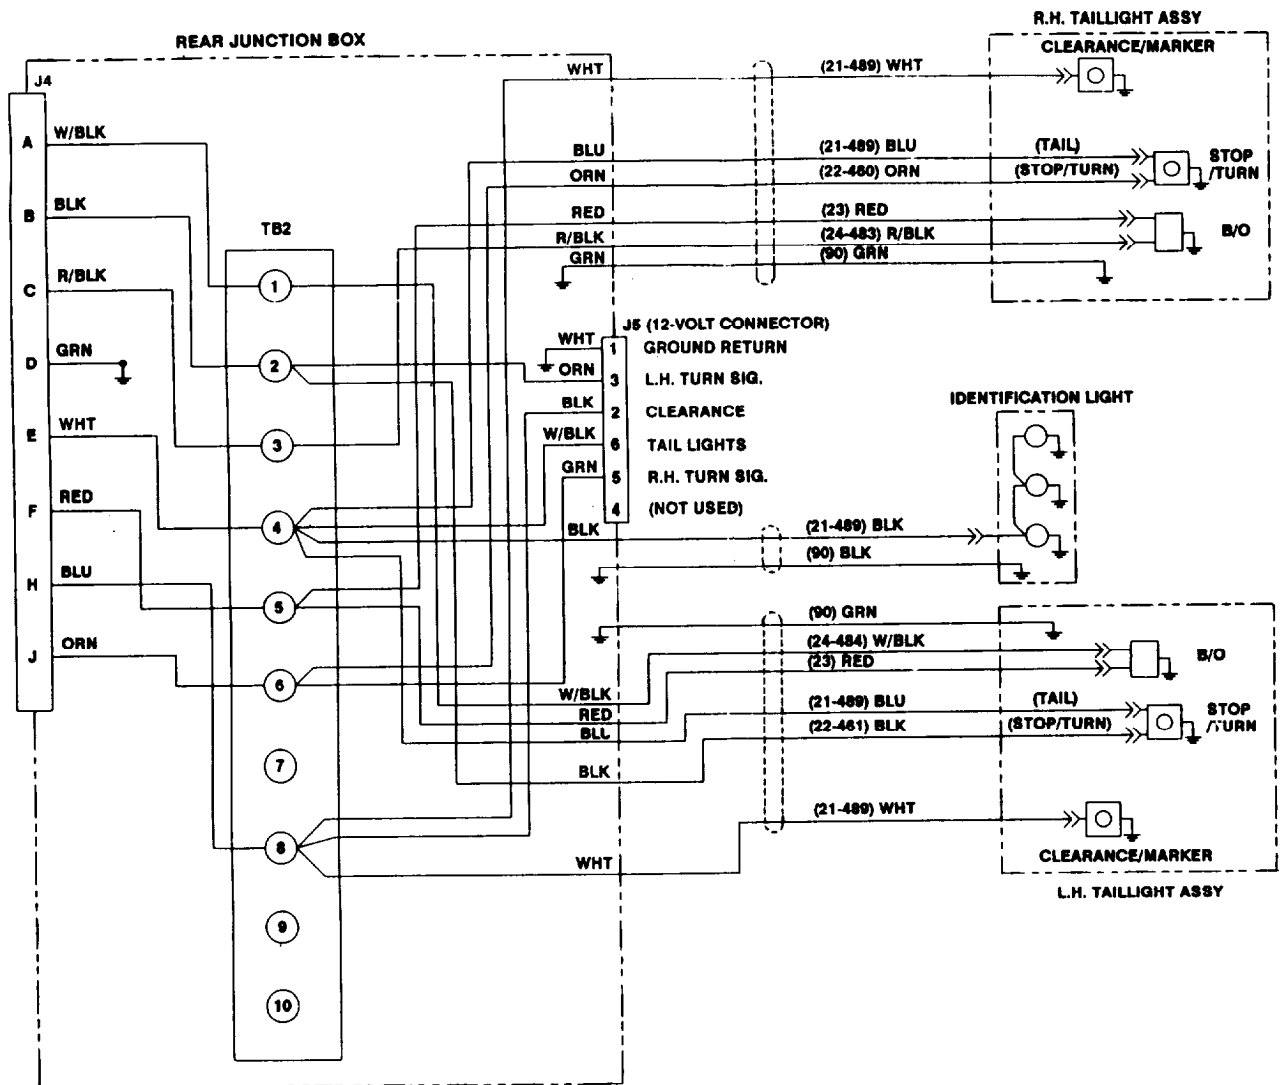 R.H. TAILLIGHT ASSY
REAR JUNCTION BOX
CLEARANCE/MARKER
J4
WHT
(21-489) WHT
A
W/BLK
BLU
(21-489) BLU
(TAIL)
STOP
/TURN
ORN
(22-460) ORN
(STOP/TURN)
B
BLK
RED
(23) RED
TB2
R/BLK
(24-483) R/BLK
B/O
GRN
(90) GRN
C
R/BLK
1
J5 (12-VOLT CONNECTOR)
WHT
1
GROUND RETURN
D
GRN
2
ORN
3
L.H. TURN SIG.
IDENTIFICATION LIGHT
BLK
2
CLEARANCE
E
WHT
3
W/BLK
6
TAIL LIGHTS
GRN
5
R.H. TURN SIG.
F
RED
4
4
(NOT USED)
BLK
(21-489) BLK
(90) BLK
H
BLU
5
(90) GRN
J
ORN
(24-484) W/BLK
B/O
(23) RED
6
W/BLK
(21-489) BLU
(TAIL)
STOP
/TURN
RED
BLU
(22-461) BLK
(STOP/TURN)
7
BLK
(21-489) WHT
8
WHT
CLEARANCE/MARKER
L.H. TAILLIGHT ASSY
9
10